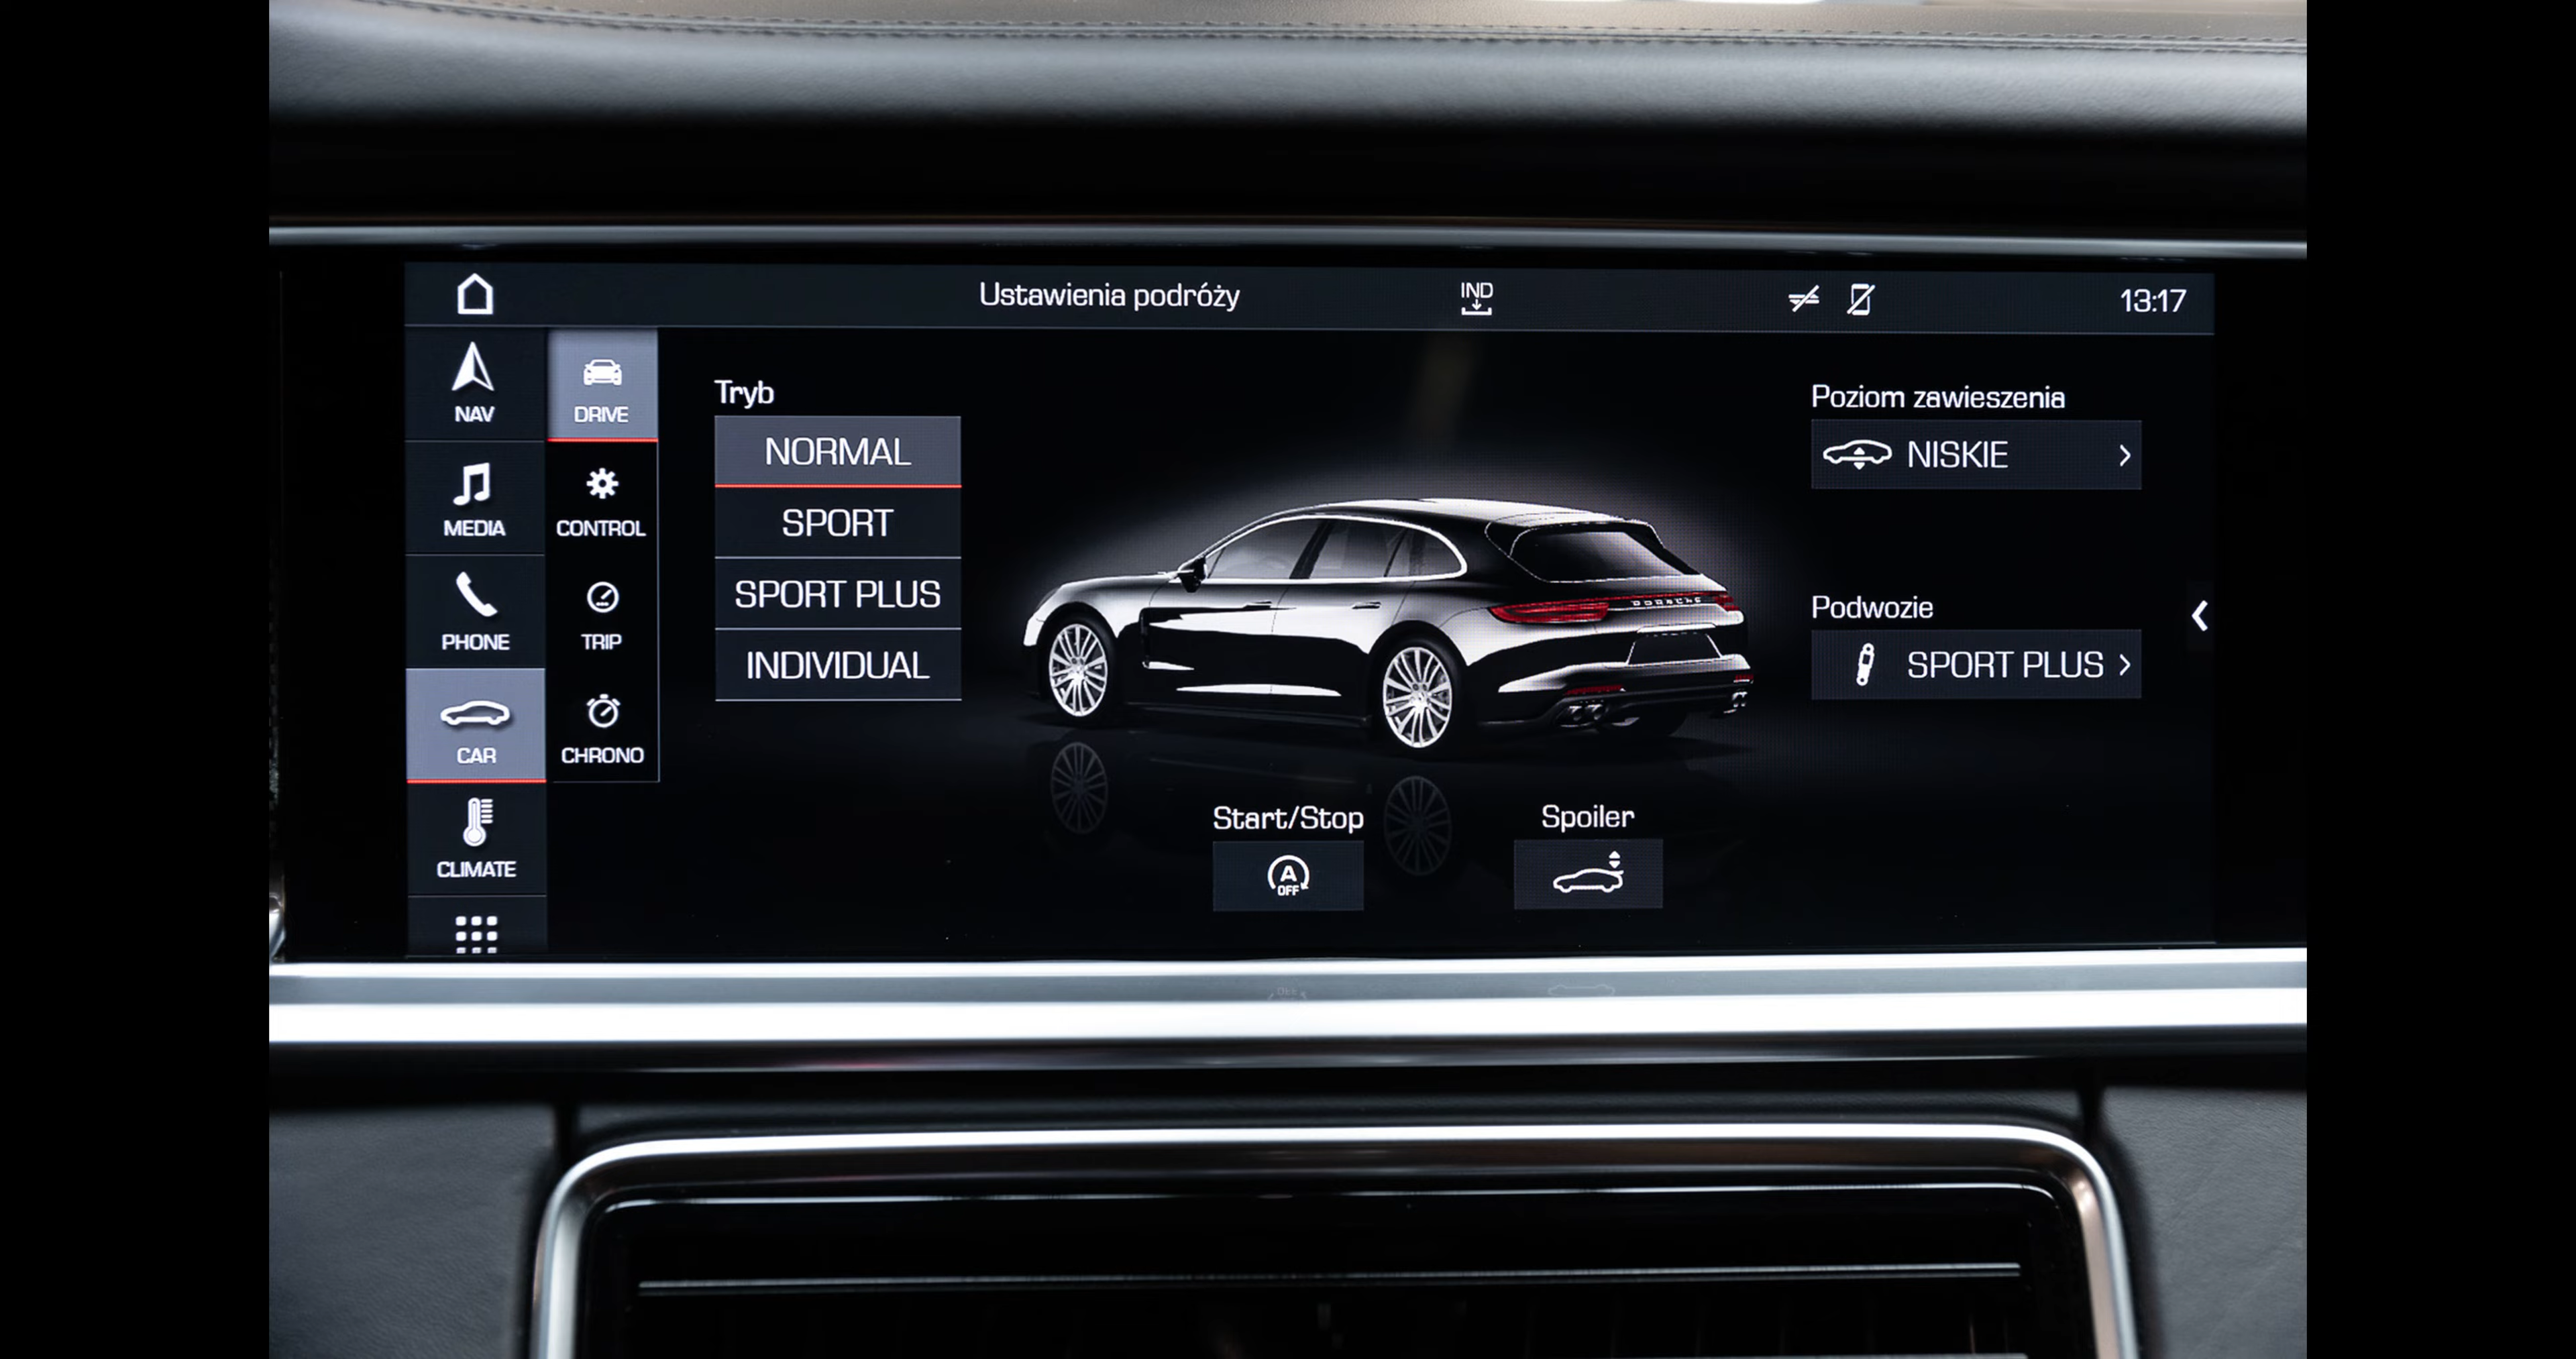 Ustawienia podróży
IND
13:17
NAV
MEDIA
PHONE
CAR
CLIMATE
DRIVE
CONTROL
TRIP
CHRONO
Tryb
NORMAL
SPORT
SPORT PLUS
INDIVIDUAL
PORSCHE
Poziom zawieszenia
NISKIE
Podwozie
SPORT PLUS
Start/Stop
A
OFF
Spoiler